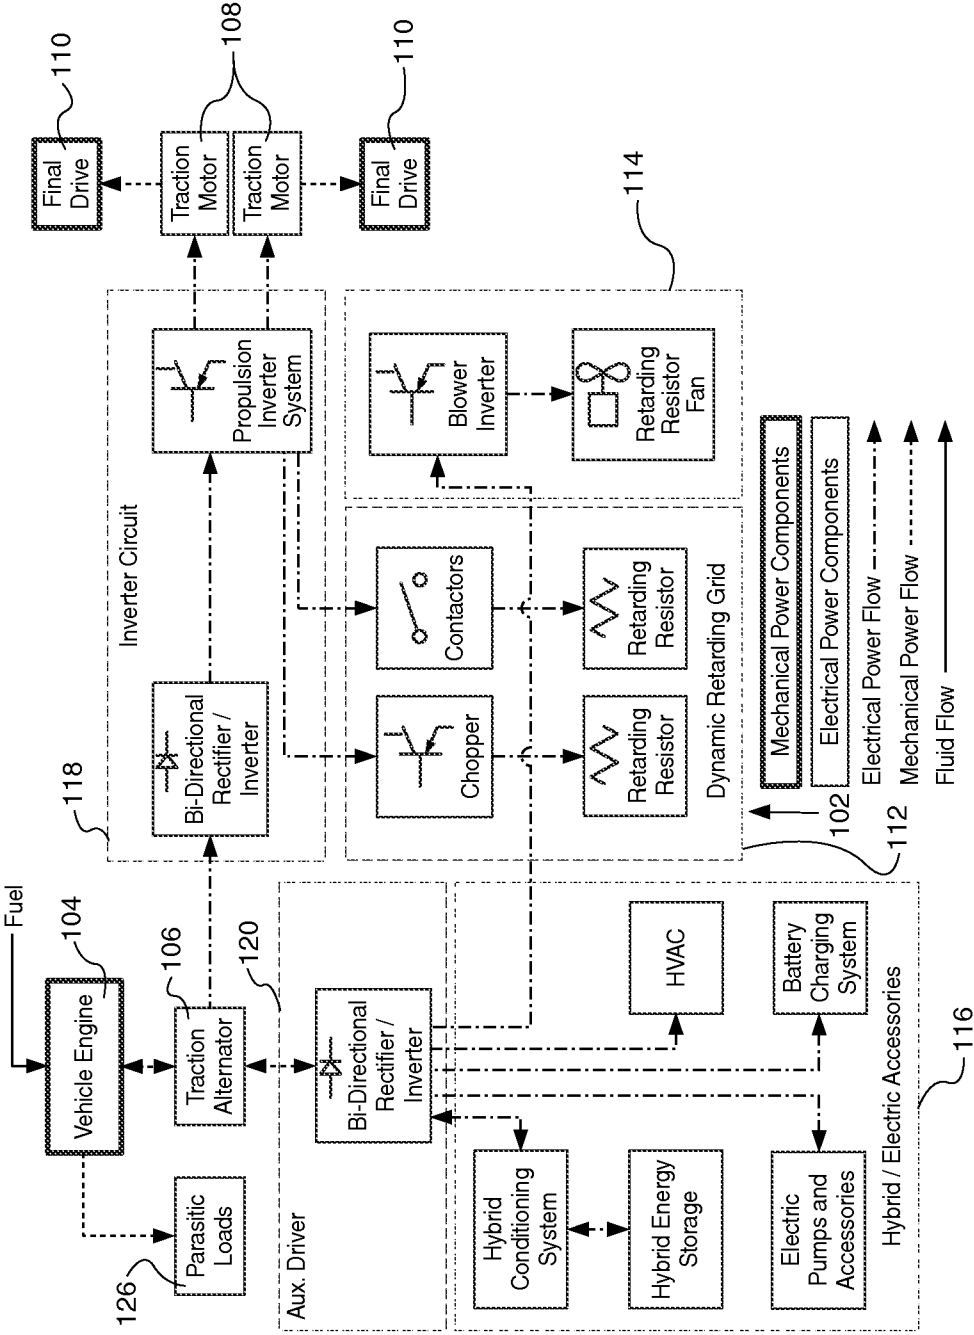 Fuel
104
Vehicle Engine
126
Parasitic
Loads
106
Traction
Alternator
120
Aux. Driver
Bi-Directional
Rectifier /
Inverter
118
Inverter Circuit
Bi-Directional
Rectifier /
Inverter
Propulsion
Inverter
System
Traction
Motor
Traction
Motor
108
Final
Drive
110
Final
Drive
110
Chopper
Contactors
Retarding
Resistor
Retarding
Resistor
Dynamic Retarding Grid
112
102
Blower
Inverter
Retarding
Resistor
Fan
114
Hybrid
Conditioning
System
Hybrid Energy
Storage
Electric
Pumps and
Accessories
HVAC
Battery
Charging
System
Hybrid / Electric Accessories
116
Mechanical Power Components
Electrical Power Components
Electrical Power Flow
Mechanical Power Flow
Fluid Flow